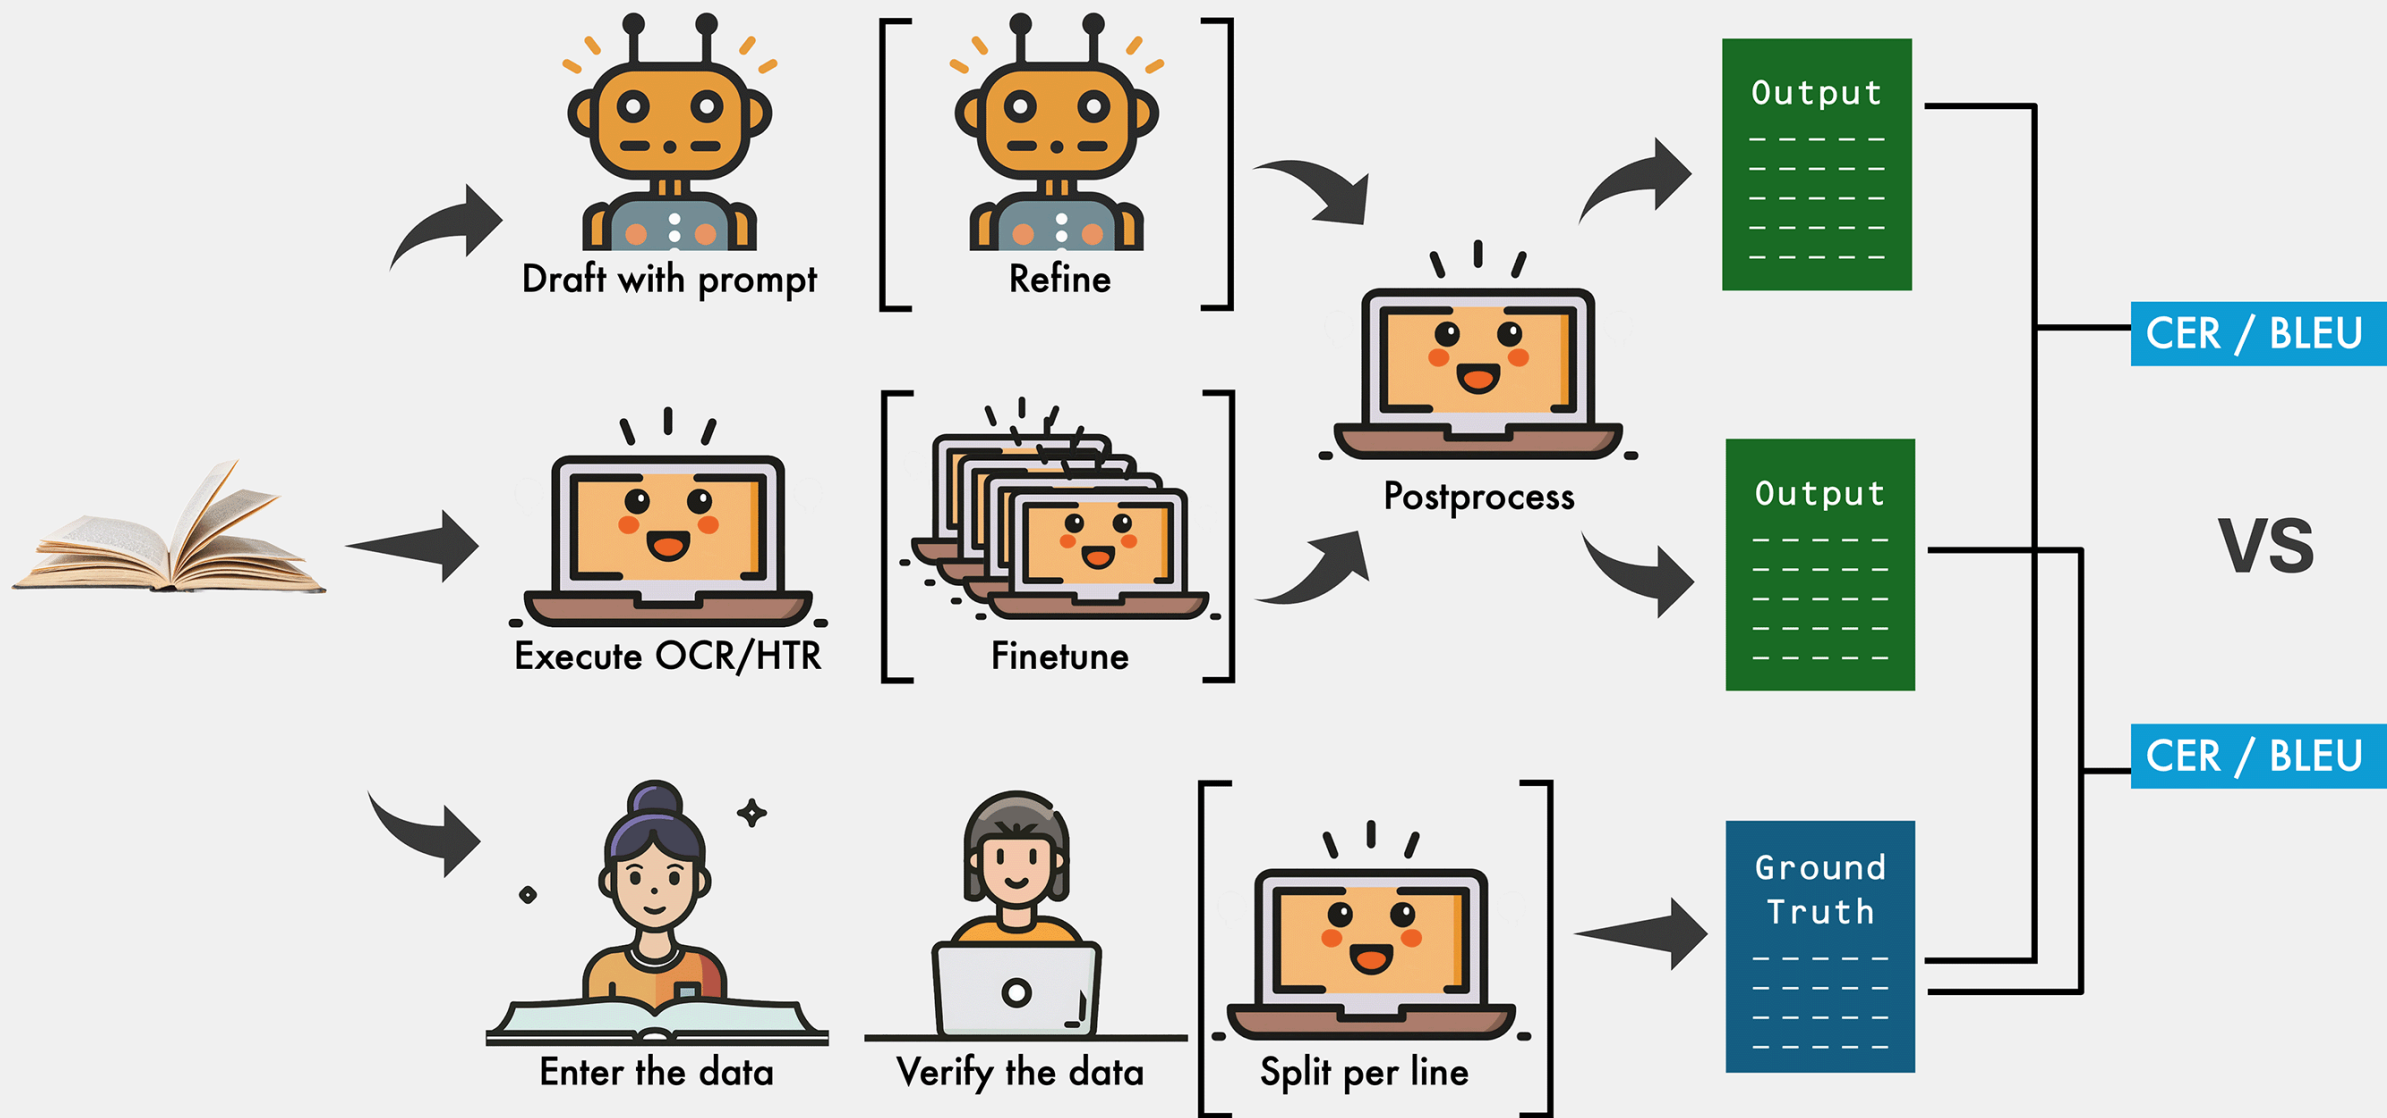 Draft with prompt
Refine
Output
CER / BLEU
Execute OCR/HTR
Finetune
Postprocess
Output
VS
CER / BLEU
Enter the data
Verify the data
Split per line
Ground
Truth